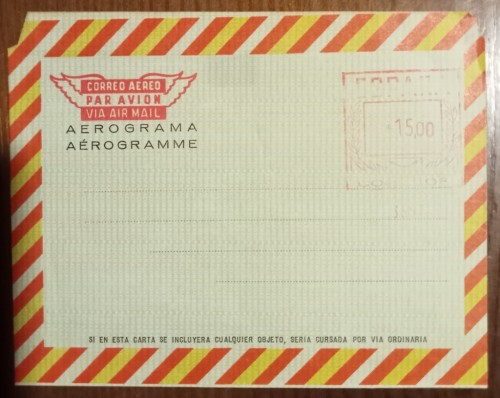 CORREO AEREO
PAR AVION
VIA AIR MAIL
AEROGRAMA
AÉROGRAMME
15,00
SI EN ESTA CARTA SE INCLUYERA CUALQUIER OBJETO, SERIA CURSADA POR VIA ORDINARIA